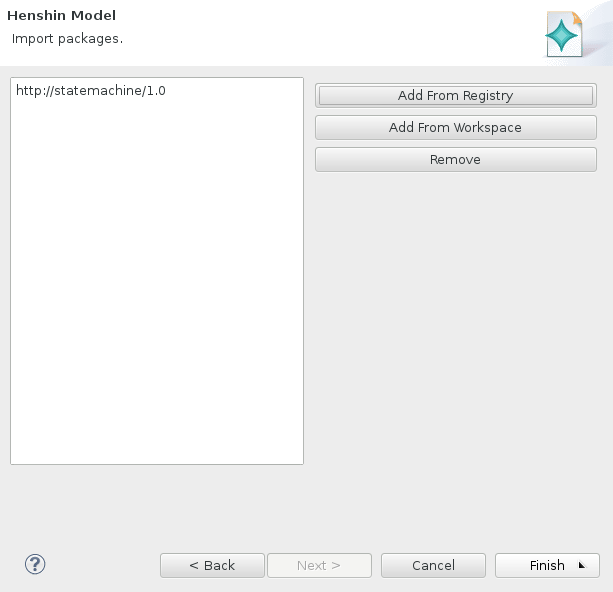 Henshin Model
Import packages.
http://statemachine/1.0
Add From Registry
Add From Workspace
Remove
?
< Back
Next >
Cancel
Finish